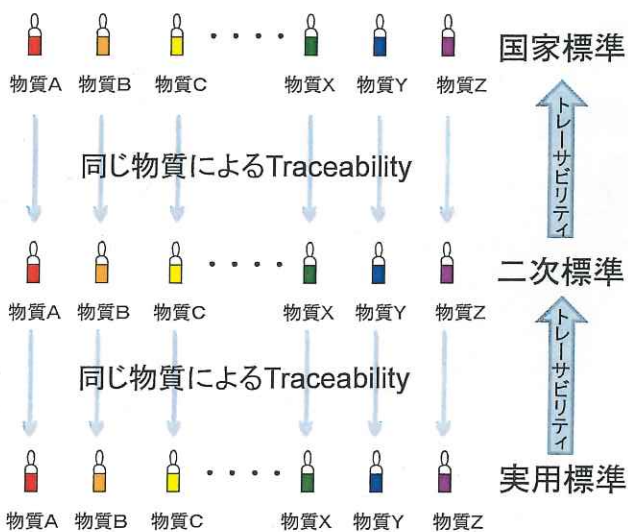 ・・・・
国家標準
物質A 物質B 物質C 物質X 物質Y 物質Z
同じ物質によるTraceability
トレーサビリティ
・・・・
二次標準
物質A 物質B 物質C 物質X 物質Y 物質Z
同じ物質によるTraceability
トレーサビリティ
・・・・
実用標準
物質A 物質B 物質C 物質X 物質Y 物質Z